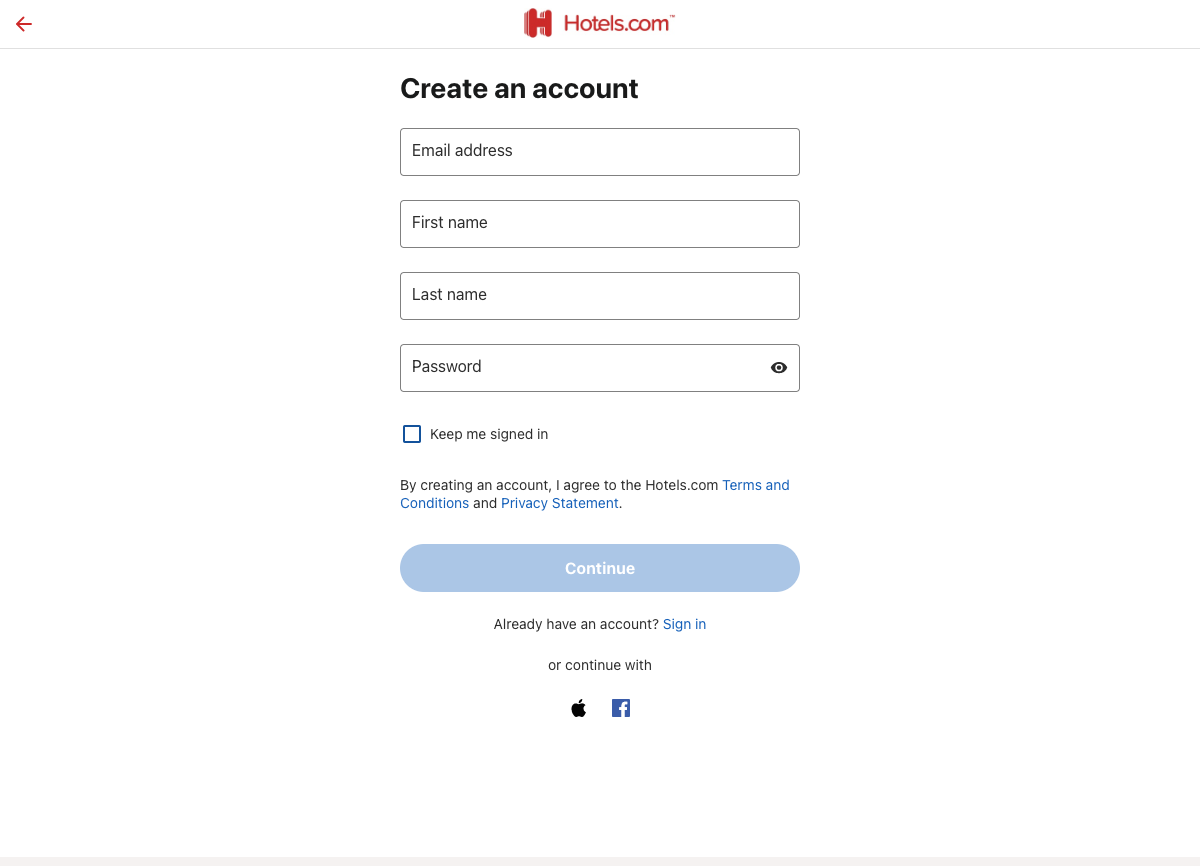 Hotels.com™
Create an account
Email address
First name
Last name
Password
Keep me signed in
By creating an account, I agree to the Hotels.com Terms and
Conditions and Privacy Statement.
Continue
Already have an account? Sign in
or continue with